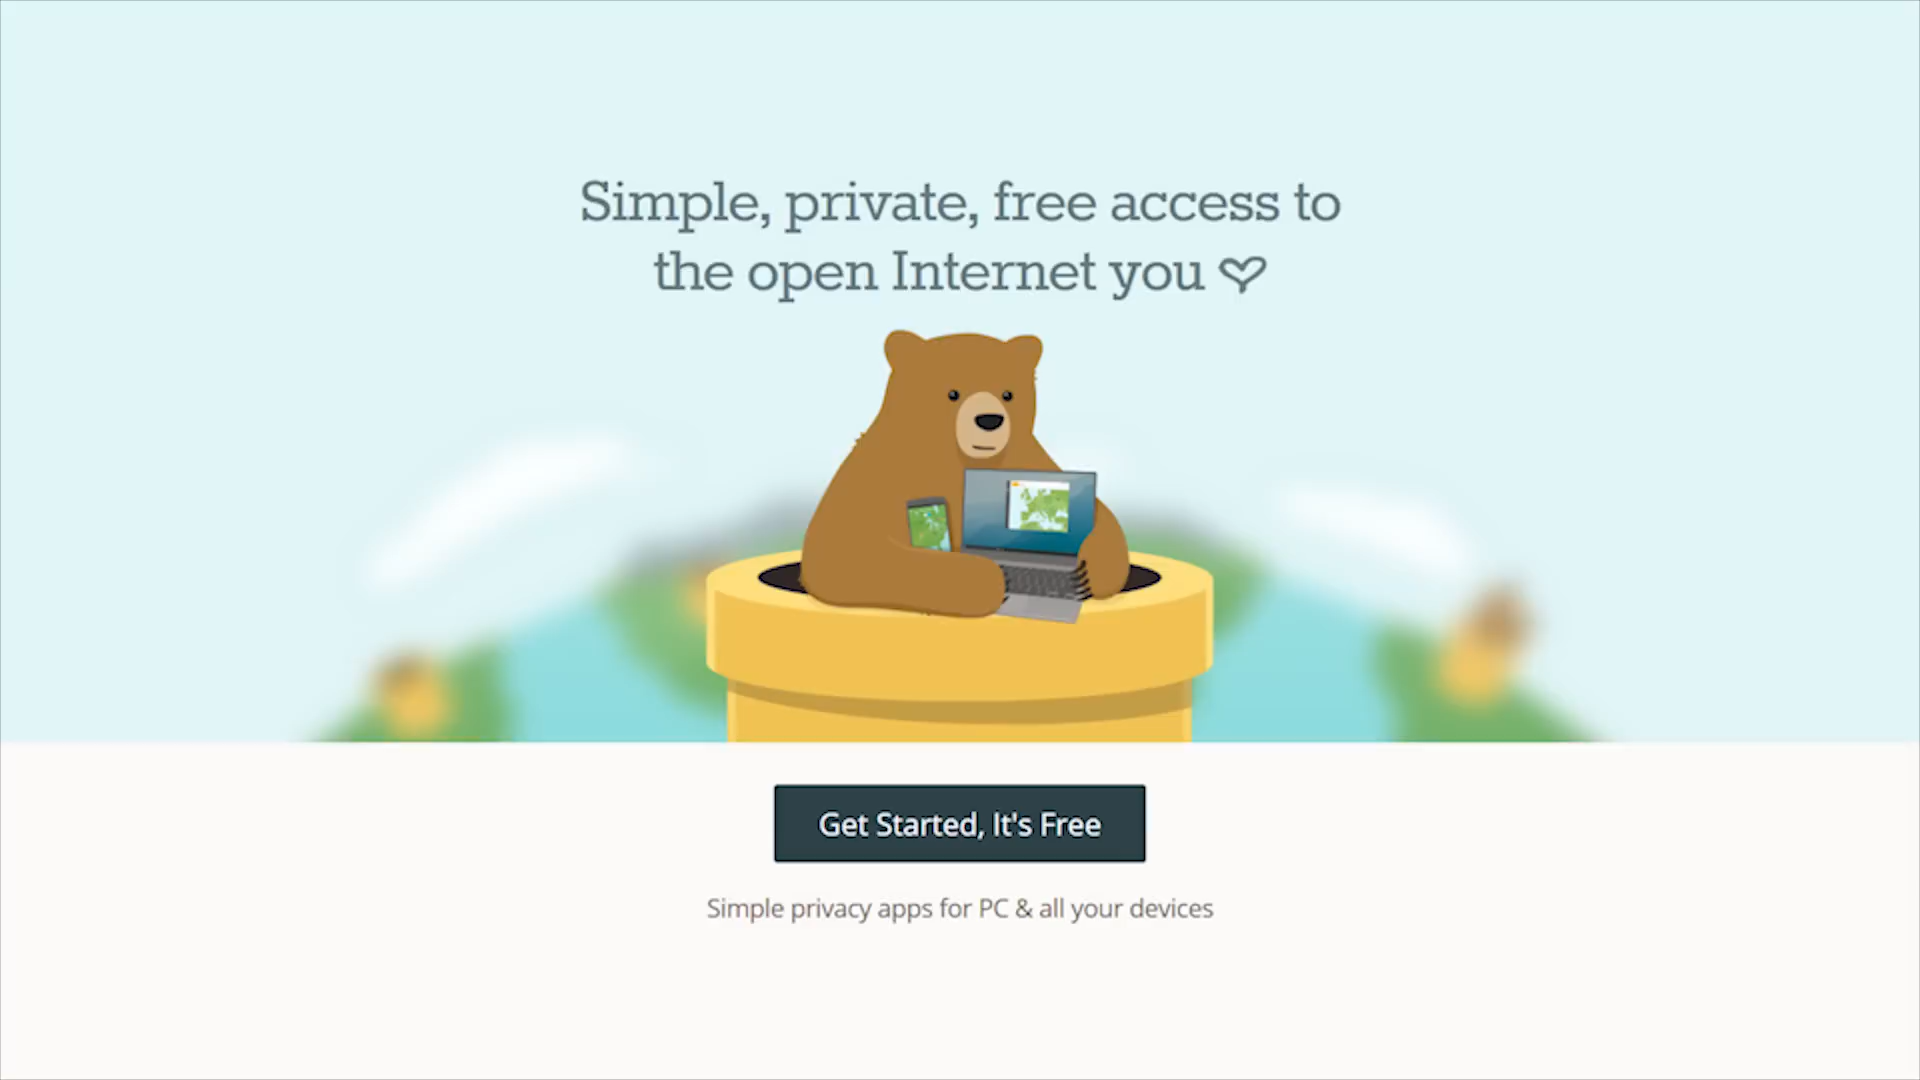 Simple, private, free access to
the open Internet you ♡
Get Started, It's Free
Simple privacy apps for PC & all your devices